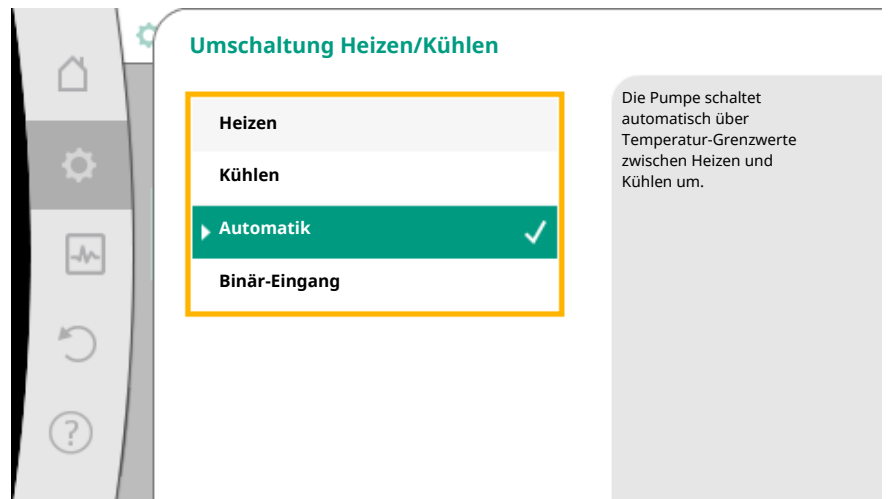 Umschaltung Heizen/Kühlen
Heizen
Kühlen
Automatik
Binär-Eingang
Die Pumpe schaltet
automatisch über
Temperatur-Grenzwerte
zwischen Heizen und
Kühlen um.